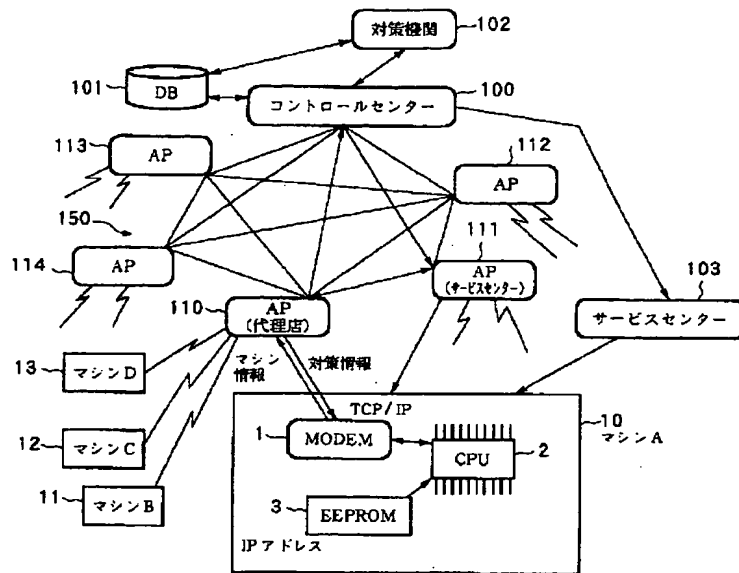 対策機関 102
101 DB
コントロールセンター 100
113 AP
112
AP
150
111
AP
(サービスセンター)
114 AP
110 AP
(代理店)
103
サービスセンター
13 マシンD
マシン
情報
対策情報
TCP/IP
10
マシンA
12 マシンC
1 MODEM
CPU 2
11 マシンB
3 EEPROM
IPアドレス